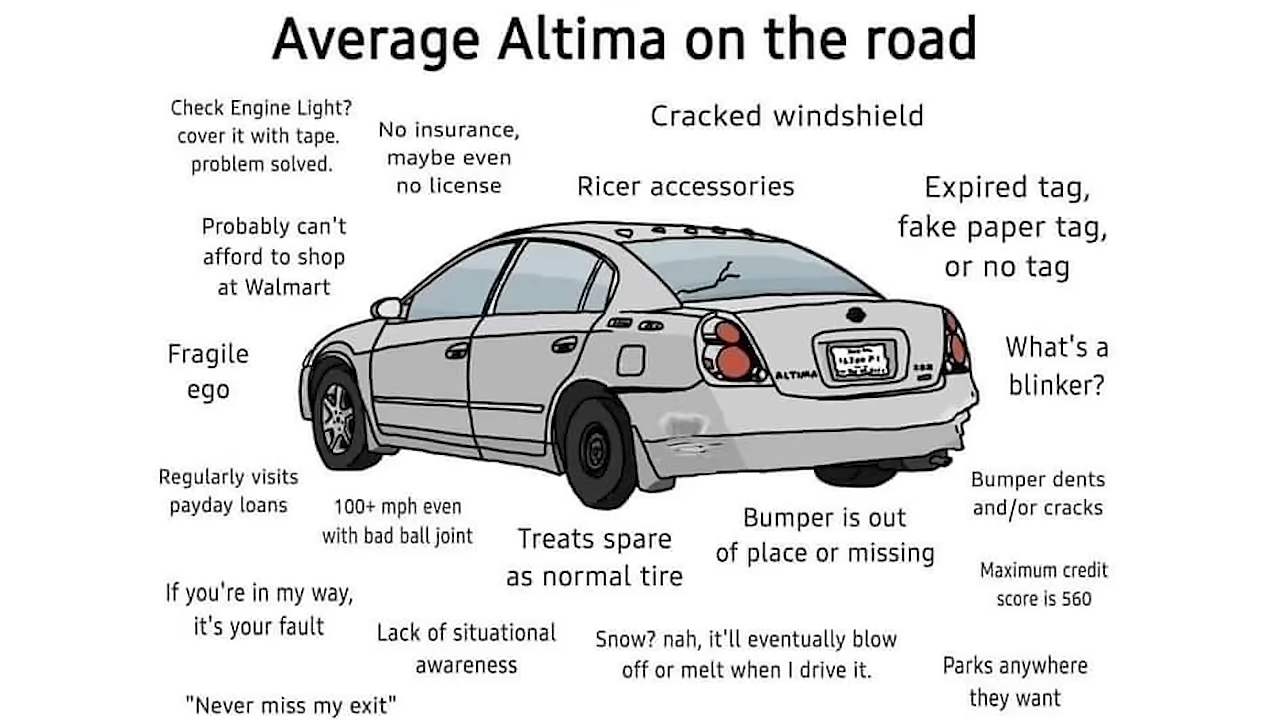 Average Altima on the road
Check Engine Light?
cover it with tape.
problem solved.
No insurance,
maybe even
no license
Cracked windshield
Ricer accessories
Expired tag,
fake paper tag,
or no tag
Probably can't
afford to shop
at Walmart
Fragile
ego
What's a
blinker?
ALTIMA
Regularly visits
payday loans
100+ mph even
with bad ball joint
Treats spare
as normal tire
Bumper is out
of place or missing
Bumper dents
and/or cracks
Maximum credit
score is 560
If you're in my way,
it's your fault
Lack of situational
awareness
Snow? nah, it'll eventually blow
off or melt when I drive it.
Parks anywhere
they want
"Never miss my exit"